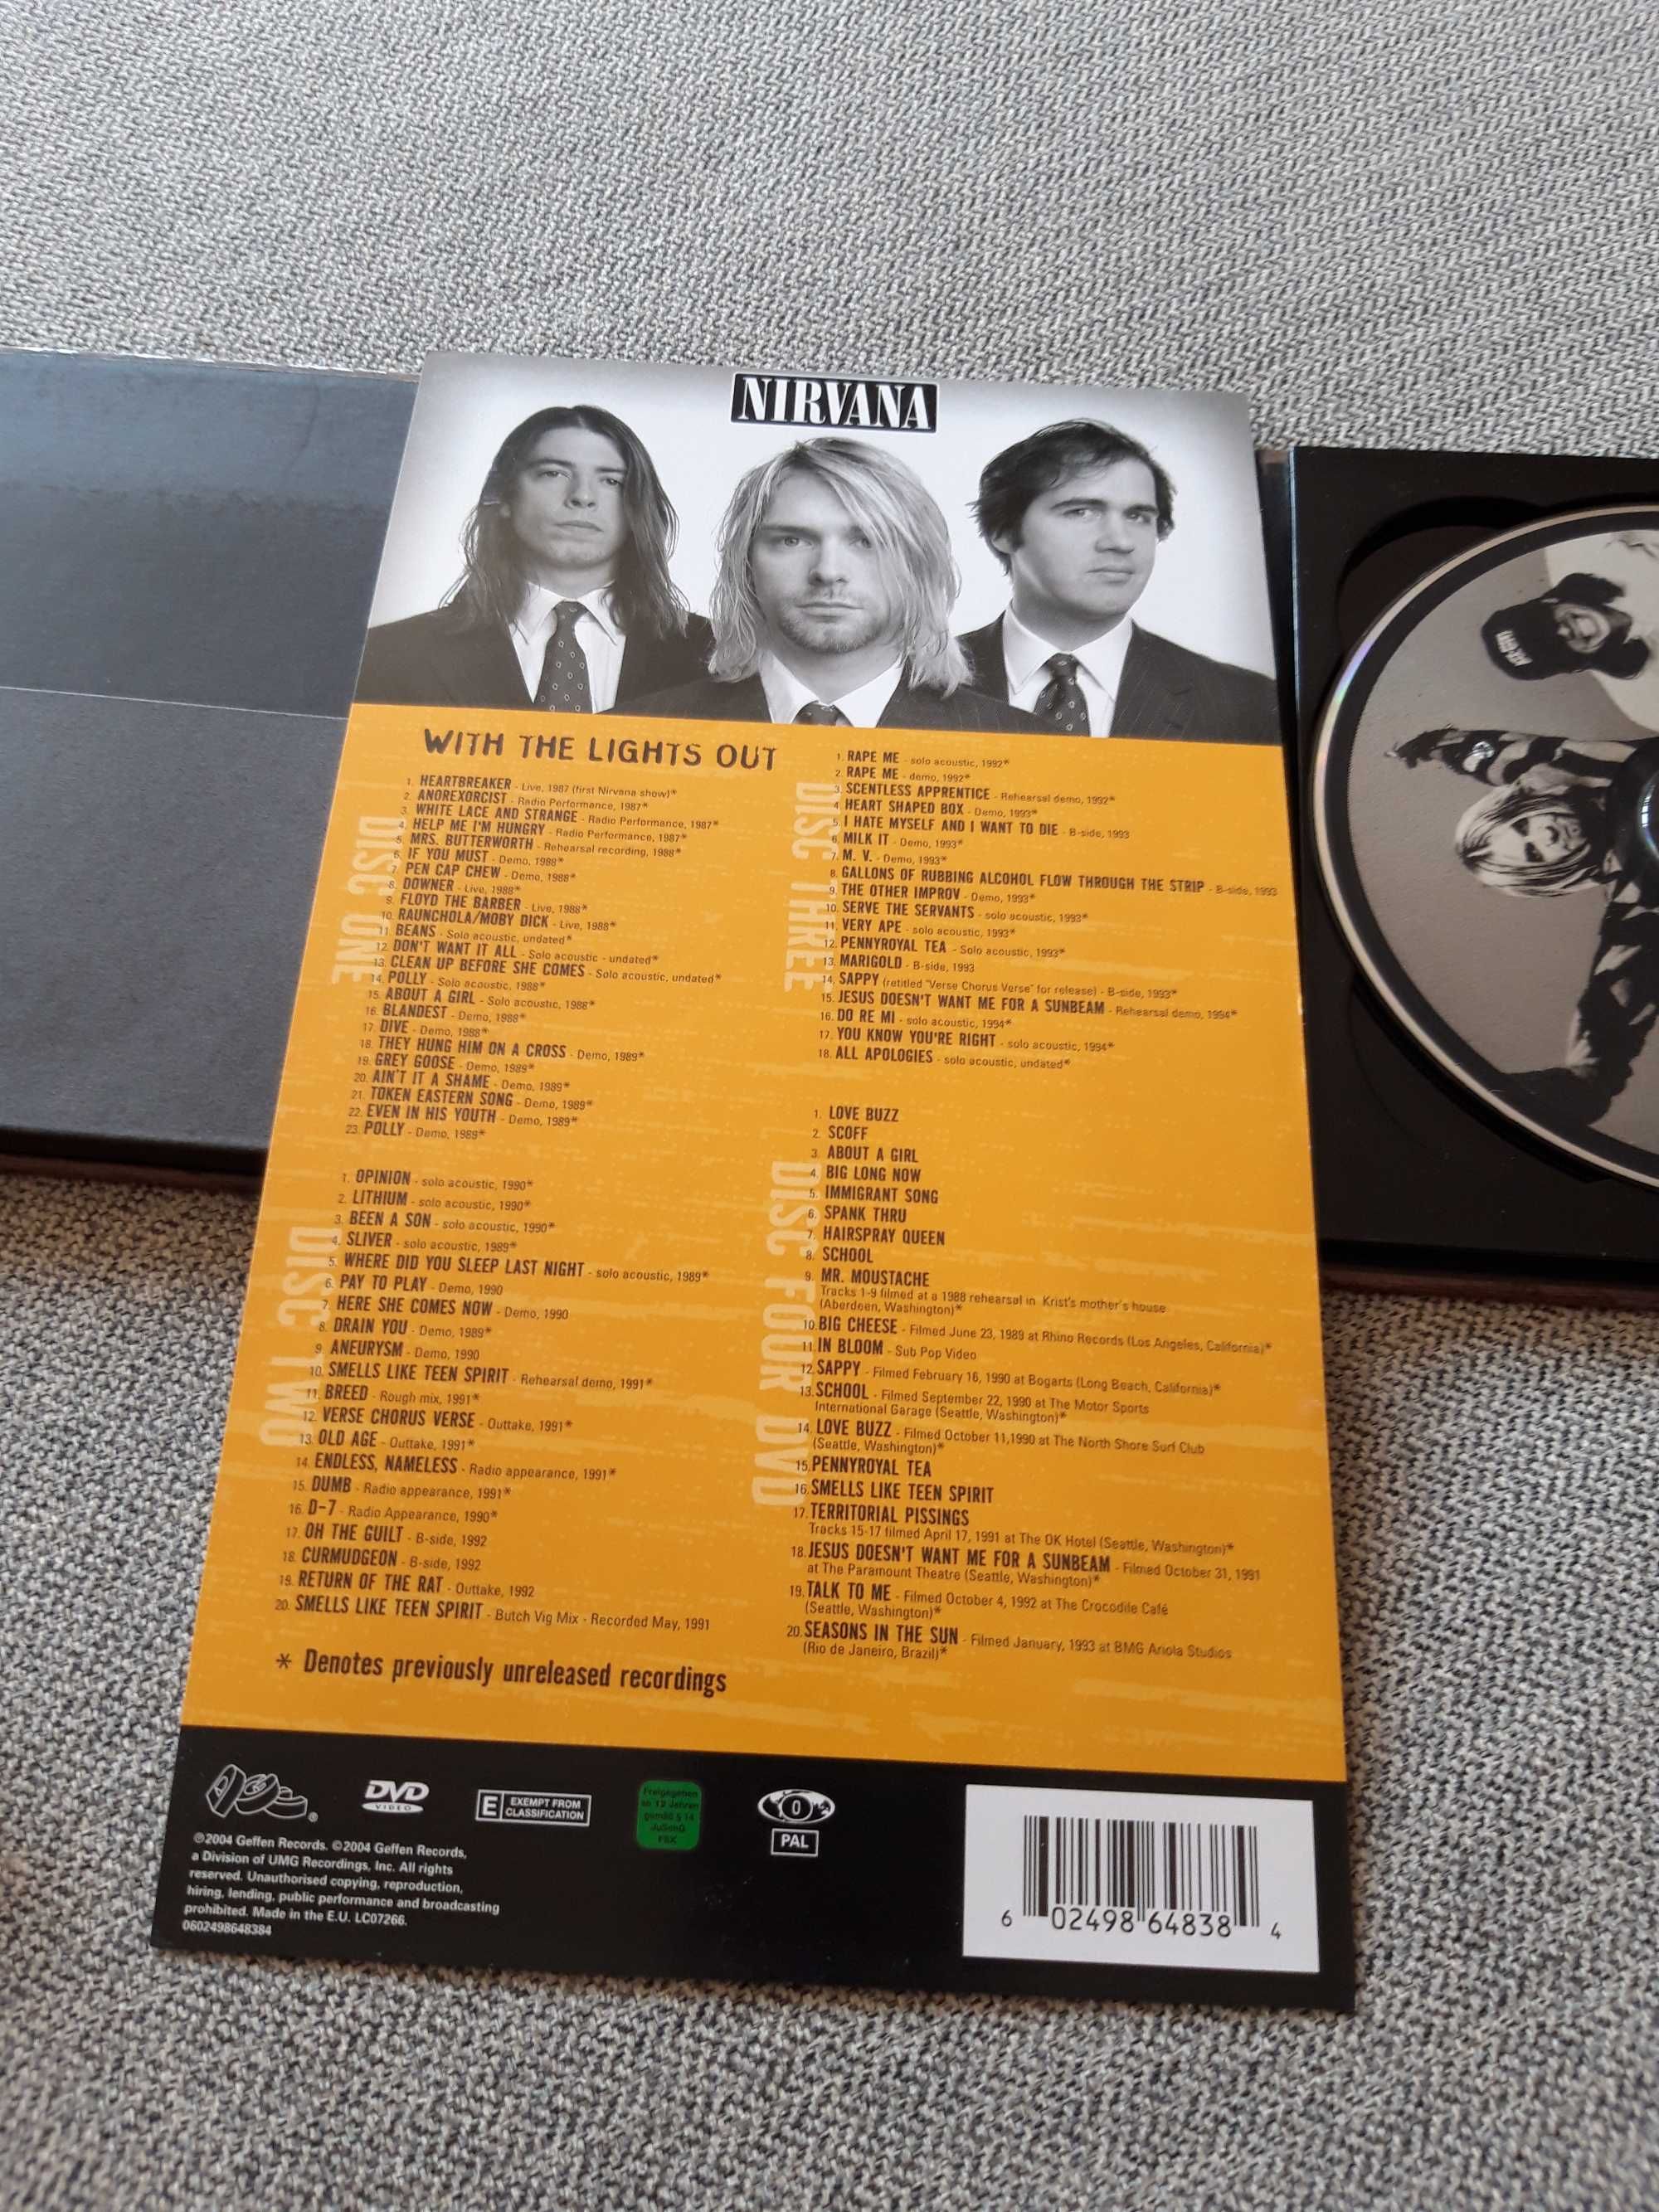 NIRVANA
WITH THE LIGHTS OUT
DISC ONE
1. HEARTBREAKER - Live, 1987 (first Nirvana show)*
2. ANOREXORCIST - Radio Performance, 1987*
3. WHITE LACE AND STRANGE - Radio Performance, 1987*
4. HELP ME I'M HUNGRY - Radio Performance, 1987*
5. MRS. BUTTERWORTH - Rehearsal recording, 1988*
6. IF YOU MUST - Demo, 1988*
7. PEN CAP CHEW - Demo, 1988*
8. DOWNER - Live, 1988*
9. FLOYD THE BARBER - Live, 1988*
10. RAUNCHOLA/MOBY DICK - Live, 1988*
11. BEANS - Solo acoustic, undated*
12. DON'T WANT IT ALL - Solo acoustic - undated*
13. CLEAN UP BEFORE SHE COMES - Solo acoustic, undated*
14. POLLY - Solo acoustic, 1988*
15. ABOUT A GIRL - Solo acoustic, 1988*
16. BLANDEST - Demo, 1988*
17. DIVE - Demo, 1988*
18. THEY HUNG HIM ON A CROSS - Demo, 1989*
19. GREY GOOSE - Demo, 1989*
20. AIN'T IT A SHAME - Demo, 1989*
21. TOKEN EASTERN SONG - Demo, 1989*
22. EVEN IN HIS YOUTH - Demo, 1989*
23. POLLY - Demo, 1989*
DISC TWO
1. OPINION - solo acoustic, 1990*
2. LITHIUM - solo acoustic, 1990*
3. BEEN A SON - solo acoustic, 1990*
4. SLIVER - solo acoustic, 1989*
5. WHERE DID YOU SLEEP LAST NIGHT - solo acoustic, 1989*
6. PAY TO PLAY - Demo, 1990
7. HERE SHE COMES NOW - Demo, 1990
8. DRAIN YOU - Demo, 1989*
9. ANEURYSM - Demo, 1990
10. SMELLS LIKE TEEN SPIRIT - Rehearsal demo, 1991*
11. BREED - Rough mix, 1991*
12. VERSE CHORUS VERSE - Outtake, 1991*
13. OLD AGE - Outtake, 1991*
14. ENDLESS, NAMELESS - Radio appearance, 1991*
15. DUMB - Radio appearance, 1991*
16. D-7 - Radio Appearance, 1990*
17. OH THE GUILT - B-side, 1992
18. CURMUDGEON - B-side, 1992
19. RETURN OF THE RAT - Outtake, 1992
20. SMELLS LIKE TEEN SPIRIT - Butch Vig Mix - Recorded May, 1991
* Denotes previously unreleased recordings
DISC THREE
1. RAPE ME - solo acoustic, 1992*
2. RAPE ME - demo, 1992*
3. SCENTLESS APPRENTICE - Rehearsal demo, 1992*
4. HEART SHAPED BOX - Demo, 1993*
5. I HATE MYSELF AND I WANT TO DIE - B-side, 1993
6. MILK IT - Demo, 1993*
7. M. V. - Demo, 1993*
8. GALLONS OF RUBBING ALCOHOL FLOW THROUGH THE STRIP - B-side, 1993
9. THE OTHER IMPROV - Demo, 1993*
10. SERVE THE SERVANTS - solo acoustic, 1993*
11. VERY APE - solo acoustic, 1993*
12. PENNYROYAL TEA - Solo acoustic, 1993*
13. MARIGOLD - B-side, 1993
14. SAPPY (retitled "Verse Chorus Verse" for release) - B-side, 1993*
15. JESUS DOESN'T WANT ME FOR A SUNBEAM - Rehearsal demo, 1994*
16. DO RE MI - solo acoustic, 1994*
17. YOU KNOW YOU'RE RIGHT - solo acoustic, 1994*
18. ALL APOLOGIES - solo acoustic, undated*
DISC FOUR DVD
1. LOVE BUZZ
2. SCOFF
3. ABOUT A GIRL
4. BIG LONG NOW
5. IMMIGRANT SONG
6. SPANK THRU
7. HAIRSPRAY QUEEN
8. SCHOOL
9. MR. MOUSTACHE
Tracks 1-9 filmed at a 1988 rehearsal in Krist's mother's house
(Aberdeen, Washington)*
10. BIG CHEESE - Filmed June 23, 1989 at Rhino Records (Los Angeles, California)*
11. IN BLOOM - Sub Pop Video
12. SAPPY - Filmed February 16, 1990 at Bogarts (Long Beach, California)*
13. SCHOOL - Filmed September 22, 1990 at The Motor Sports
International Garage (Seattle, Washington)*
14. LOVE BUZZ - Filmed October 11,1990 at The North Shore Surf Club
(Seattle, Washington)*
15. PENNYROYAL TEA
16. SMELLS LIKE TEEN SPIRIT
17. TERRITORIAL PISSINGS
Tracks 15-17 filmed April 17, 1991 at The OK Hotel (Seattle, Washington)*
18. JESUS DOESN'T WANT ME FOR A SUNBEAM - Filmed October 31, 1991
at The Paramount Theatre (Seattle, Washington)*
19. TALK TO ME - Filmed October 4, 1992 at The Crocodile Café
(Seattle, Washington)*
20. SEASONS IN THE SUN - Filmed January, 1993 at BMG Ariola Studios
(Rio de Janeiro, Brazil)*
DVD
VIDEO
E EXEMPT FROM
CLASSIFICATION
Freigegeben
ab 12 Jahren
gemäß § 14
JuSchG
FSK
0
PAL
℗2004 Geffen Records. ©2004 Geffen Records,
a Division of UMG Recordings, Inc. All rights
reserved. Unauthorised copying, reproduction,
hiring, lending, public performance and broadcasting
prohibited. Made in the E.U. LC07266.
0602498648384
6 02498 64838 4